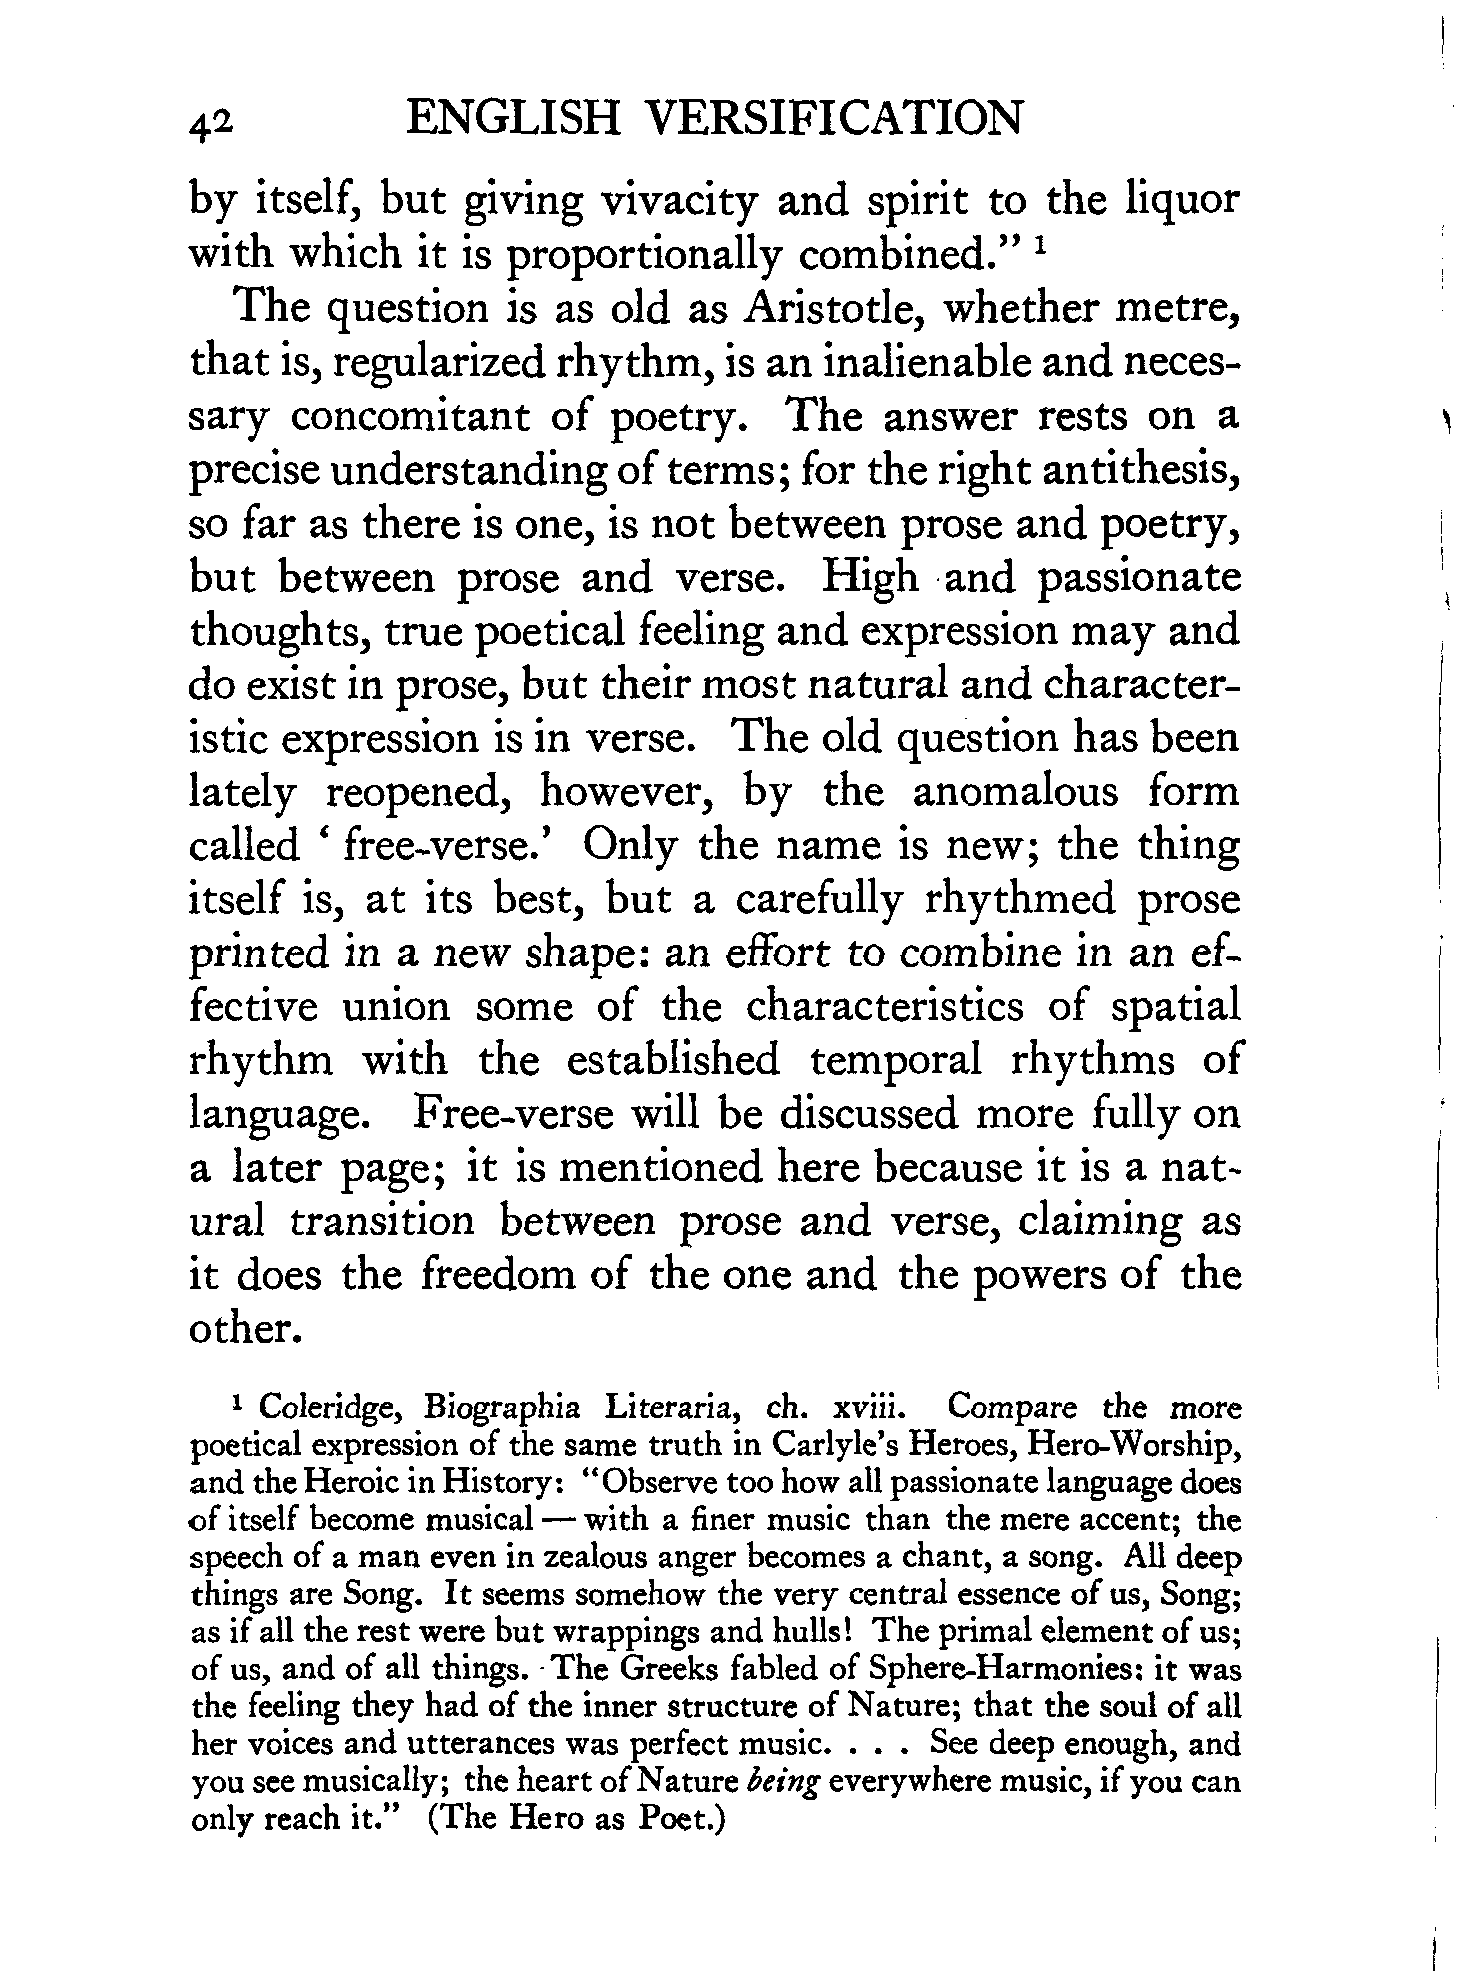 42 ENGLISH VERSIFICATION
by itself, but giving vivacity and spirit to the liquor
with which it is proportionally combined.” ¹
The question is as old as Aristotle, whether metre,
that is, regularized rhythm, is an inalienable and neces-
sary concomitant of poetry. The answer rests on a
precise understanding of terms; for the right antithesis,
so far as there is one, is not between prose and poetry,
but between prose and verse. High and passionate
thoughts, true poetical feeling and expression may and
do exist in prose, but their most natural and character-
istic expression is in verse. The old question has been
lately reopened, however, by the anomalous form
called ‘ free-verse.’ Only the name is new; the thing
itself is, at its best, but a carefully rhythmed prose
printed in a new shape: an effort to combine in an ef-
fective union some of the characteristics of spatial
rhythm with the established temporal rhythms of
language. Free-verse will be discussed more fully on
a later page; it is mentioned here because it is a nat-
ural transition between prose and verse, claiming as
it does the freedom of the one and the powers of the
other.
¹ Coleridge, Biographia Literaria, ch. xviii. Compare the more
poetical expression of the same truth in Carlyle’s Heroes, Hero-Worship,
and the Heroic in History: “Observe too how all passionate language does
of itself become musical — with a finer music than the mere accent; the
speech of a man even in zealous anger becomes a chant, a song. All deep
things are Song. It seems somehow the very central essence of us, Song;
as if all the rest were but wrappings and hulls! The primal element of us;
of us, and of all things. The Greeks fabled of Sphere-Harmonies: it was
the feeling they had of the inner structure of Nature; that the soul of all
her voices and utterances was perfect music. . . . See deep enough, and
you see musically; the heart of Nature being everywhere music, if you can
only reach it.” (The Hero as Poet.)